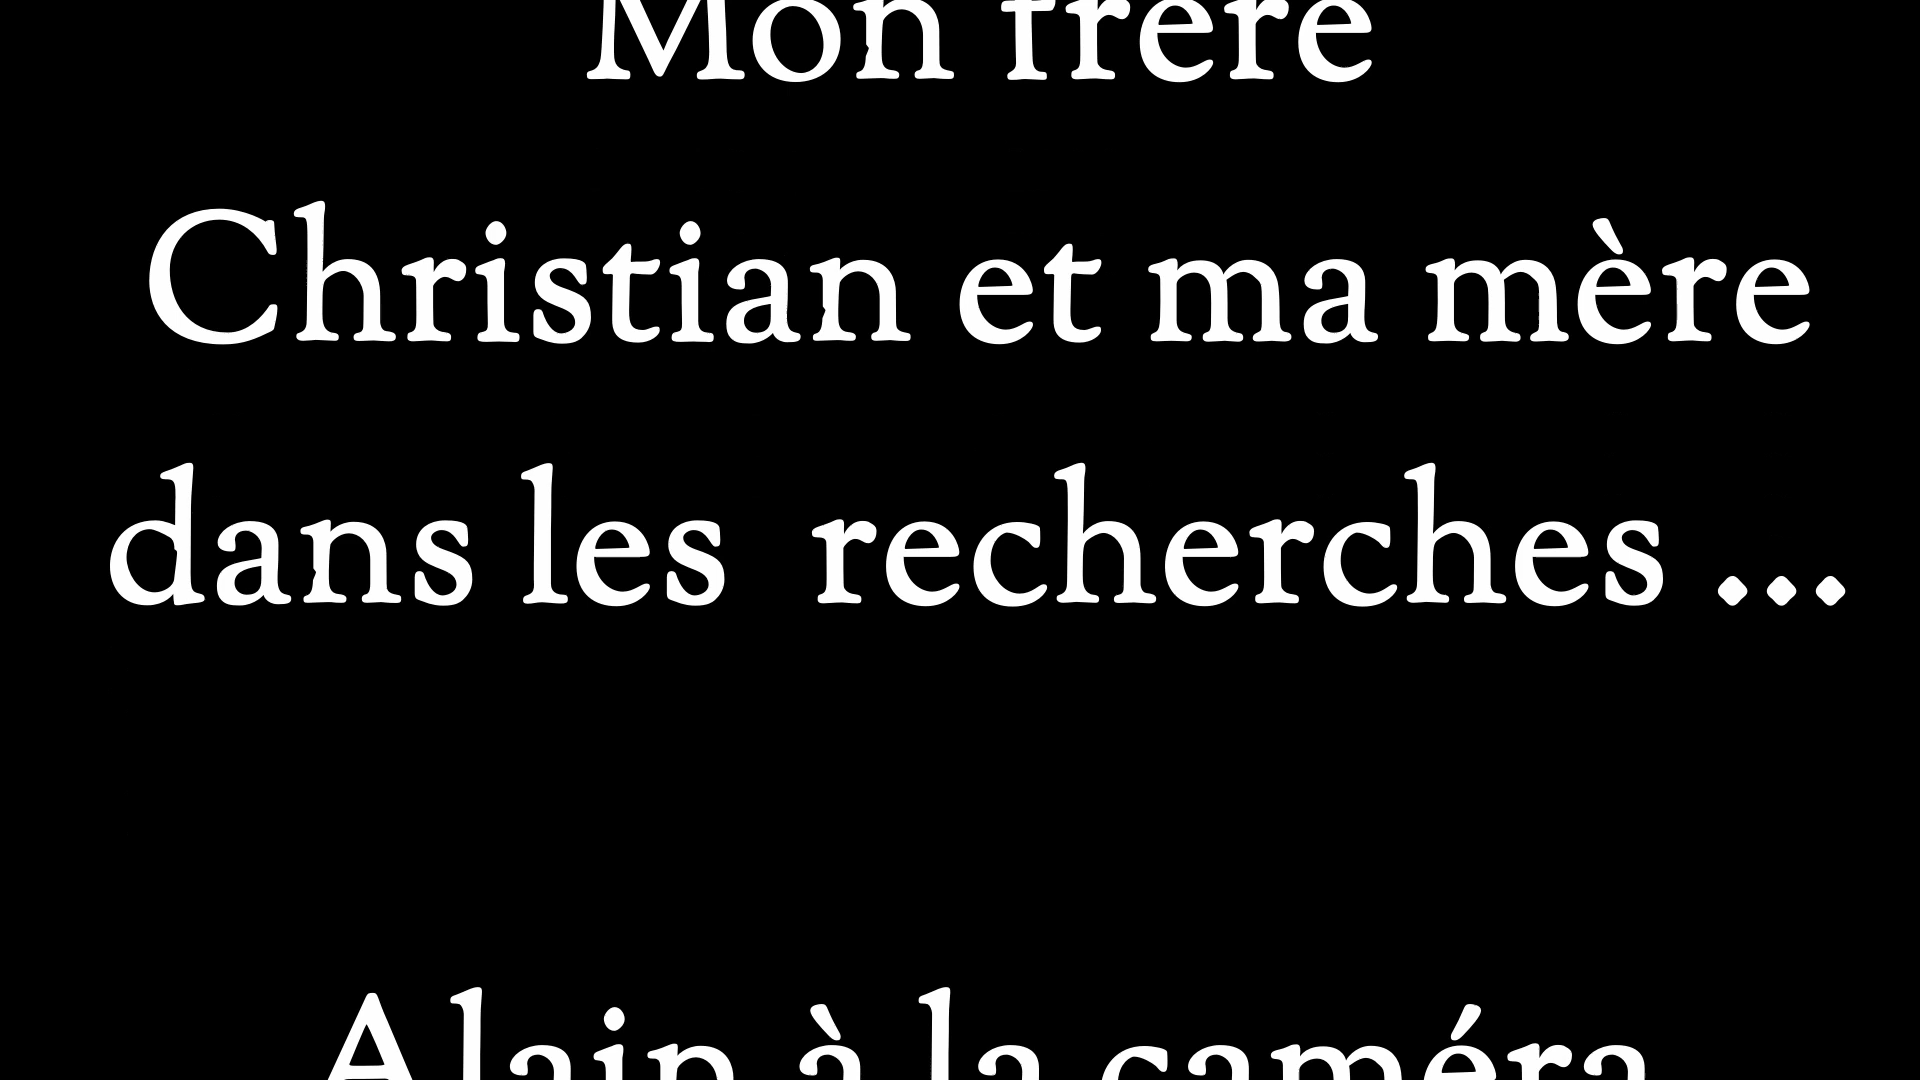 Mon frère
Christian et ma mère
dans les  recherches ...
Alain à la caméra